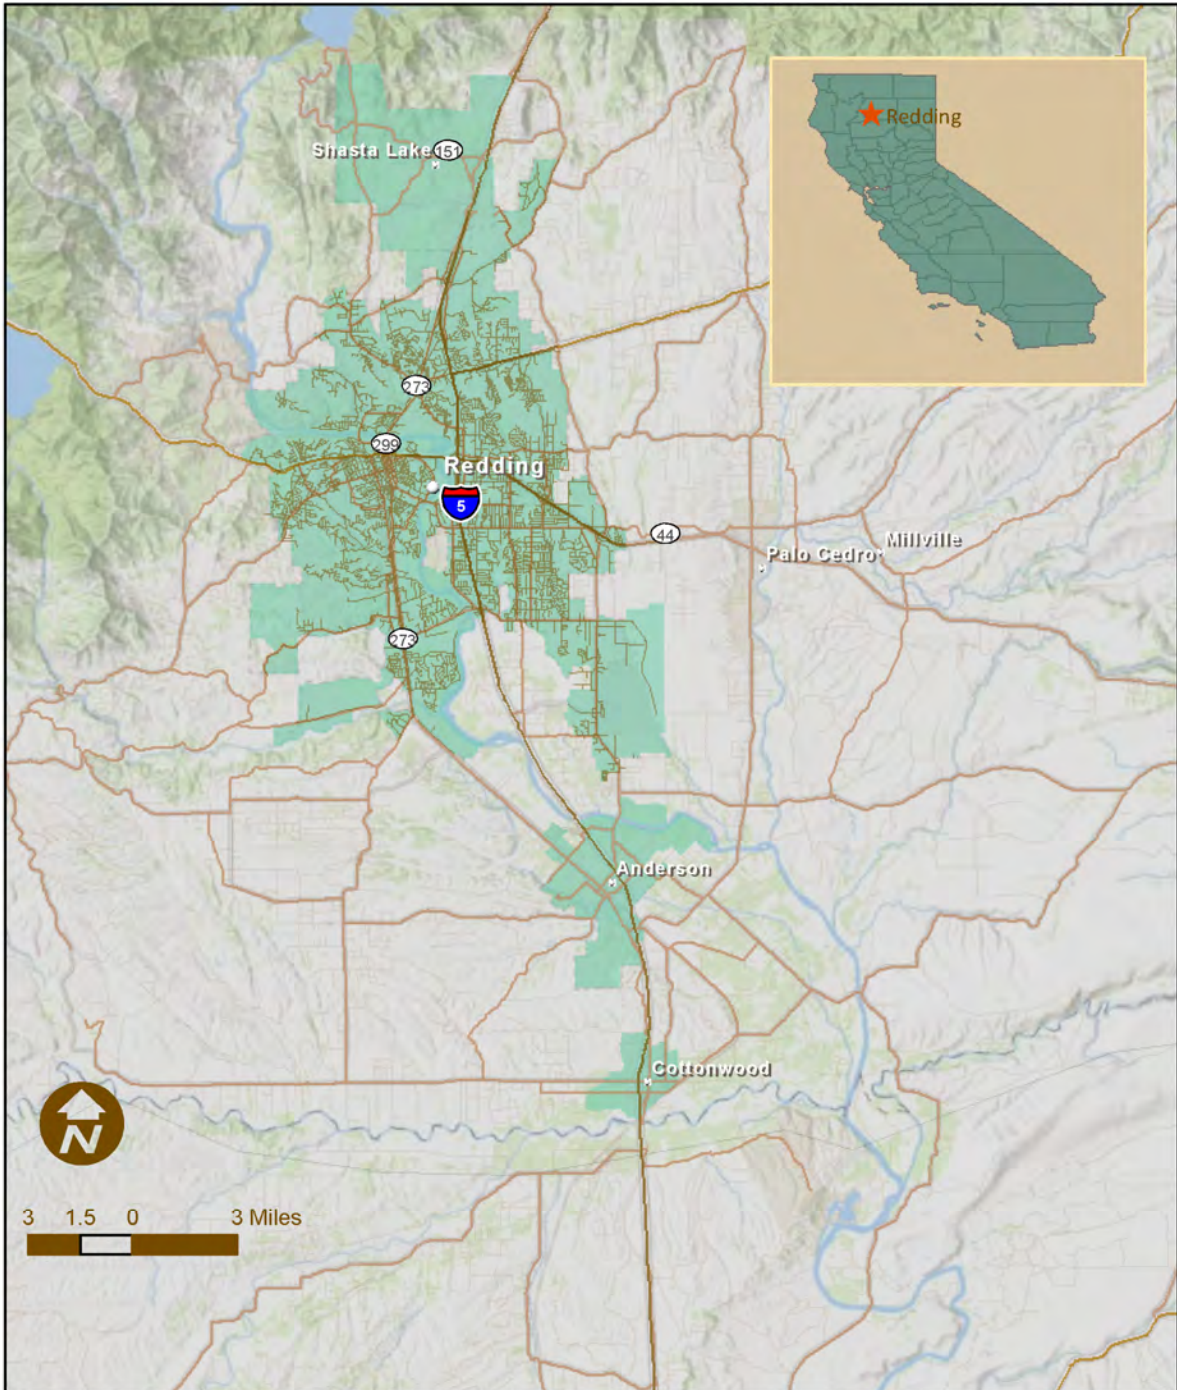 Redding
Shasta Lake
151
273
299
Redding
5
44
Millville
Palo Cedro
273
Anderson
Cottonwood
N
3 1.5 0 3 Miles